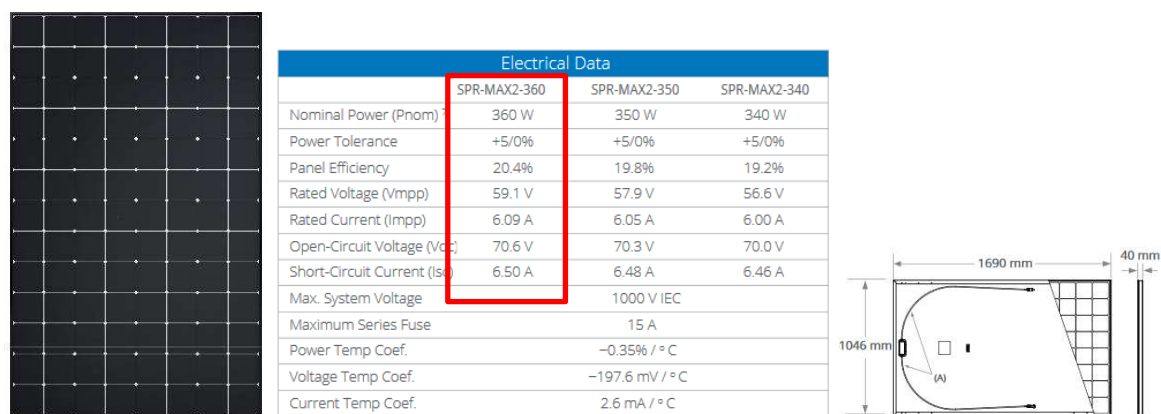 Electrical Data
SPR-MAX2-360 SPR-MAX2-350 SPR-MAX2-340
Nominal Power (Pnom) 360 W 350 W 340 W
Power Tolerance +5/0% +5/0% +5/0%
Panel Efficiency 20.4% 19.8% 19.2%
Rated Voltage (Vmpp) 59.1 V 57.9 V 56.6 V
Rated Current (Impp) 6.09 A 6.05 A 6.00 A
Open-Circuit Voltage (Voc) 70.6 V 70.3 V 70.0 V
Short-Circuit Current (Isc) 6.50 A 6.48 A 6.46 A
Max. System Voltage 1000 V IEC
Maximum Series Fuse 15 A
Power Temp Coef. −0.35% / º C
Voltage Temp Coef. −197.6 mV / º C
Current Temp Coef. 2.6 mA / º C
1690 mm
40 mm
1046 mm
(A)